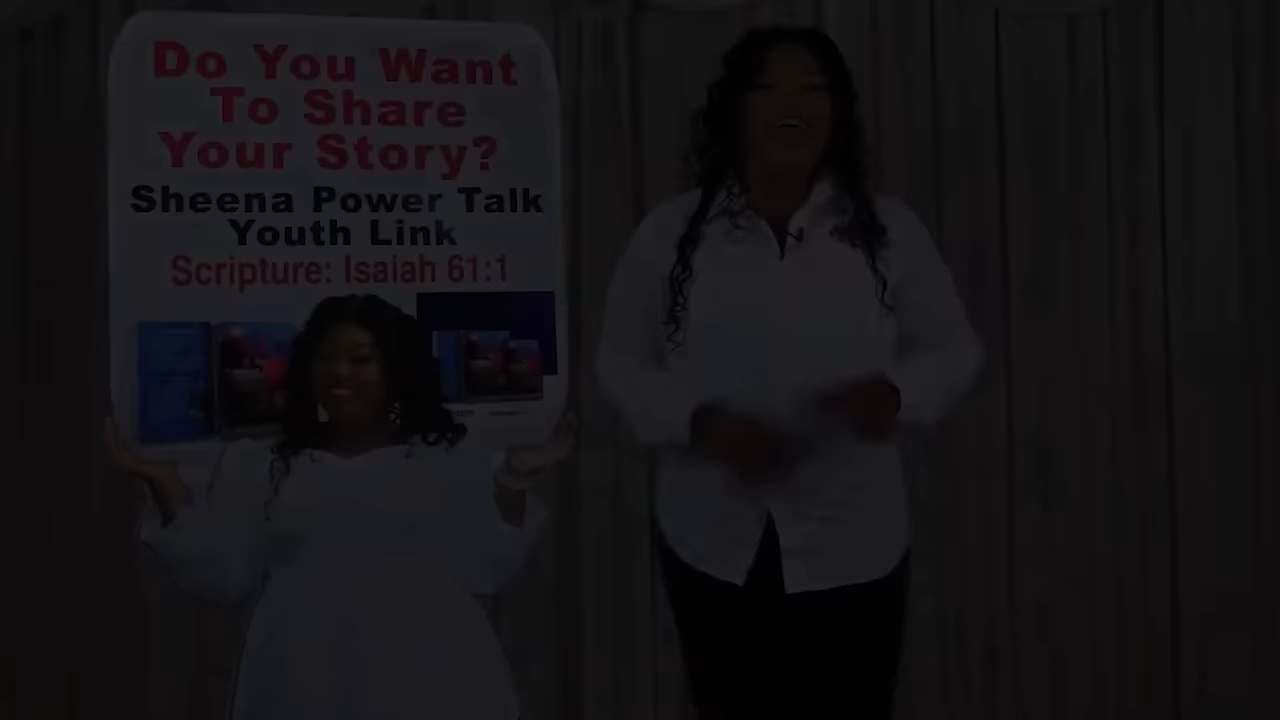 Do You Want
To Share
Your Story?
Sheena Power Talk
Youth Link
Scripture: Isaiah 61:1